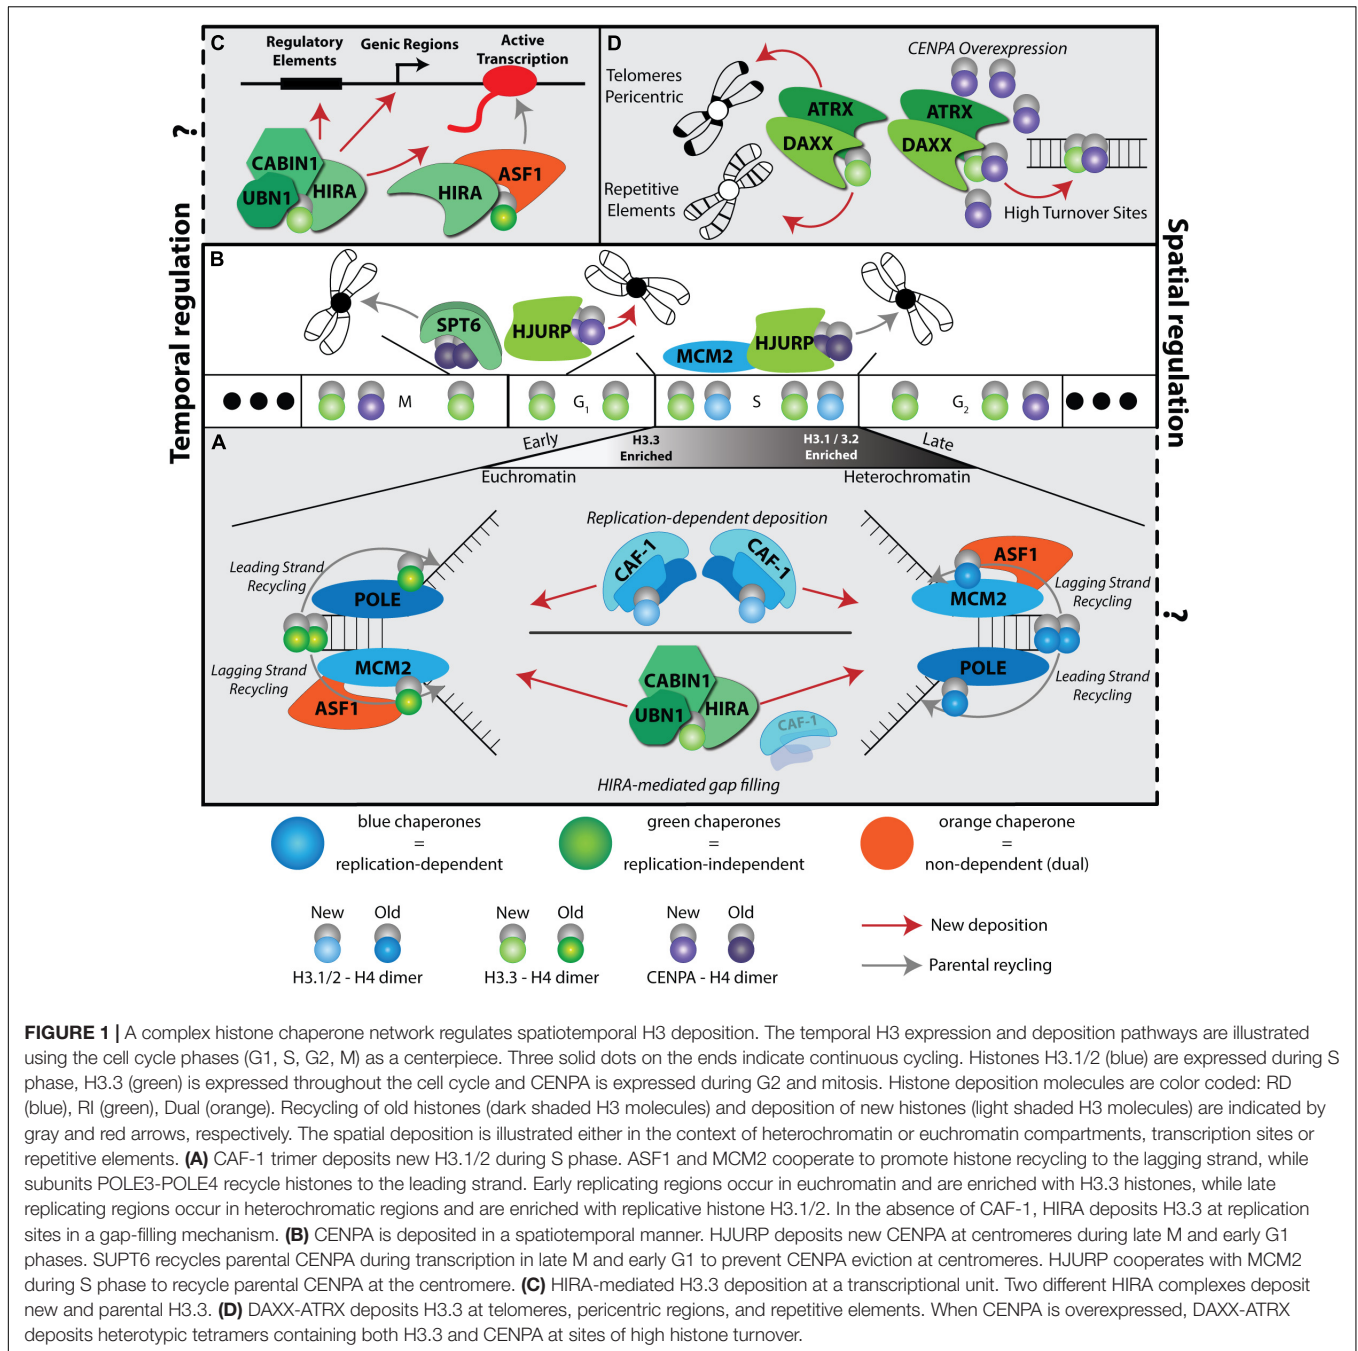 C
Regulatory
Elements
Genic Regions
Active
Transcription
CABIN1
UBN1
HIRA
HIRA
ASF1
D
CENPA Overexpression
Telomeres
Pericentric
ATRX
DAXX
ATRX
DAXX
Repetitive
Elements
High Turnover Sites
?
Temporal regulation
Spatial regulation
?
B
SPT6
HJURP
MCM2
HJURP
M
G1
S
G2
A
Early
H3.3
Enriched
H3.1 / 3.2
Enriched
Late
Euchromatin
Heterochromatin
Replication-dependent deposition
CAF-1
CAF-1
Leading Strand
Recycling
POLE
MCM2
Lagging Strand
Recycling
ASF1
ASF1
MCM2
Lagging Strand
Recycling
POLE
Leading Strand
Recycling
CABIN1
UBN1
HIRA
CAF-1
HIRA-mediated gap filling
blue chaperones
=
replication-dependent
green chaperones
=
replication-independent
orange chaperone
=
non-dependent (dual)
New Old
H3.1/2 - H4 dimer
New Old
H3.3 - H4 dimer
New Old
CENPA - H4 dimer
New deposition
Parental reycling
FIGURE 1 | A complex histone chaperone network regulates spatiotemporal H3 deposition. The temporal H3 expression and deposition pathways are illustrated
using the cell cycle phases (G1, S, G2, M) as a centerpiece. Three solid dots on the ends indicate continuous cycling. Histones H3.1/2 (blue) are expressed during S
phase, H3.3 (green) is expressed throughout the cell cycle and CENPA is expressed during G2 and mitosis. Histone deposition molecules are color coded: RD
(blue), RI (green), Dual (orange). Recycling of old histones (dark shaded H3 molecules) and deposition of new histones (light shaded H3 molecules) are indicated by
gray and red arrows, respectively. The spatial deposition is illustrated either in the context of heterochromatin or euchromatin compartments, transcription sites or
repetitive elements. (A) CAF-1 trimer deposits new H3.1/2 during S phase. ASF1 and MCM2 cooperate to promote histone recycling to the lagging strand, while
subunits POLE3-POLE4 recycle histones to the leading strand. Early replicating regions occur in euchromatin and are enriched with H3.3 histones, while late
replicating regions occur in heterochromatic regions and are enriched with replicative histone H3.1/2. In the absence of CAF-1, HIRA deposits H3.3 at replication
sites in a gap-filling mechanism. (B) CENPA is deposited in a spatiotemporal manner. HJURP deposits new CENPA at centromeres during late M and early G1
phases. SUPT6 recycles parental CENPA during transcription in late M and early G1 to prevent CENPA eviction at centromeres. HJURP cooperates with MCM2
during S phase to recycle parental CENPA at the centromere. (C) HIRA-mediated H3.3 deposition at a transcriptional unit. Two different HIRA complexes deposit
new and parental H3.3. (D) DAXX-ATRX deposits H3.3 at telomeres, pericentric regions, and repetitive elements. When CENPA is overexpressed, DAXX-ATRX
deposits heterotypic tetramers containing both H3.3 and CENPA at sites of high histone turnover.